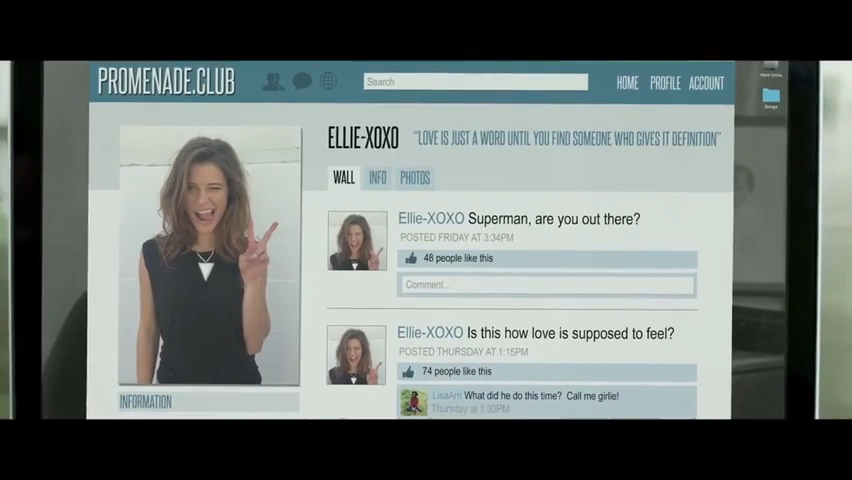 PROMENADE.CLUB
Search
HOME PROFILE ACCOUNT
Hard Drive
ELLIE-XOXO "LOVE IS JUST A WORD UNTIL YOU FIND SOMEONE WHO GIVES IT DEFINITION"
WALL INFO PHOTOS
Ellie-XOXO Superman, are you out there?
POSTED FRIDAY AT 3:34PM
48 people like this
Comment...
Ellie-XOXO Is this how love is supposed to feel?
POSTED THURSDAY AT 1:15PM
74 people like this
LisaAnn What did he do this time? Call me girlie!
Thursday at 1:30PM
INFORMATION